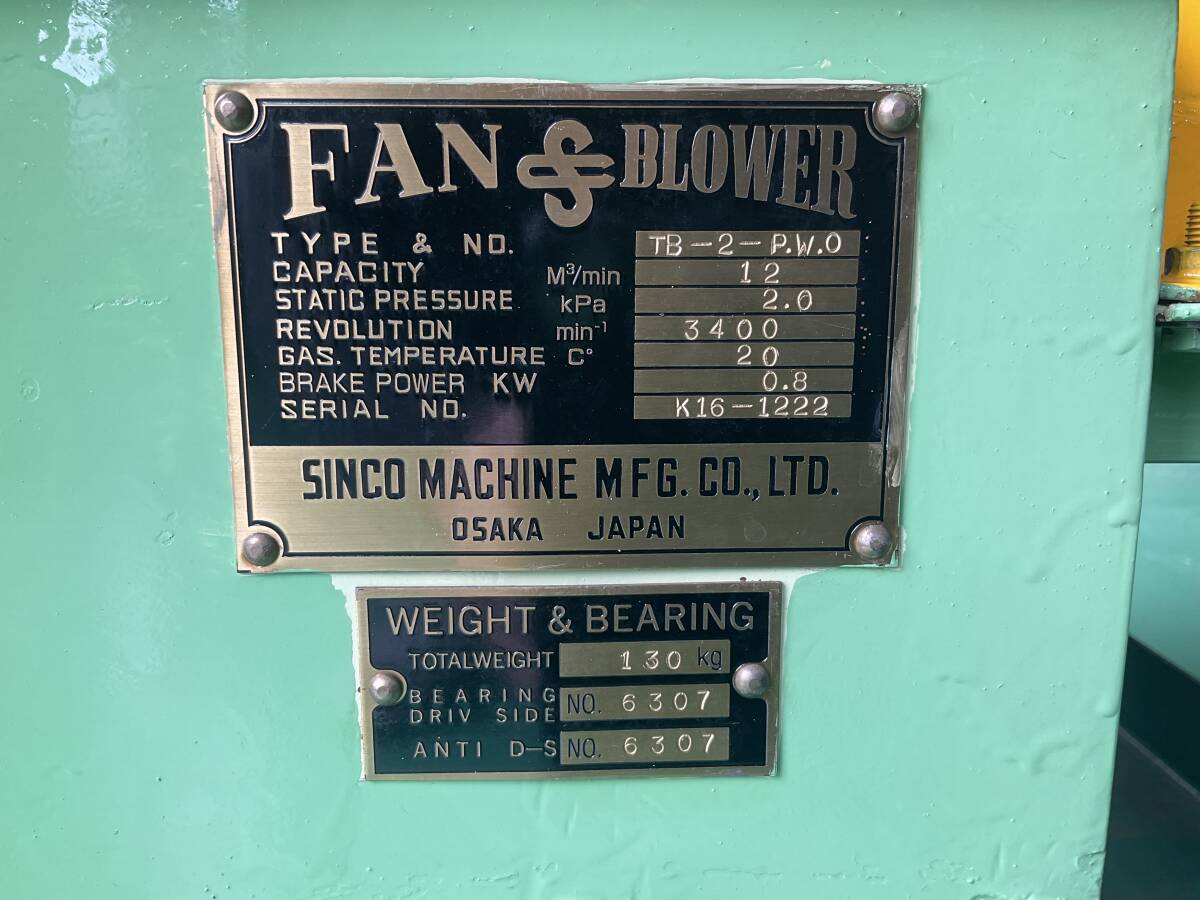 FAN BLOWER
TYPE & NO. TB-2-P.W.O
CAPACITY M³/min 12
STATIC PRESSURE kPa 2.0
REVOLUTION min⁻¹ 3400
GAS. TEMPERATURE C° 20
BRAKE POWER KW 0.8
SERIAL NO. K16-1222
SINCO MACHINE MFG. CO., LTD.
OSAKA JAPAN
WEIGHT & BEARING
TOTALWEIGHT 130 kg
BEARING
DRIV SIDE NO. 6307
ANTI D-S NO. 6307